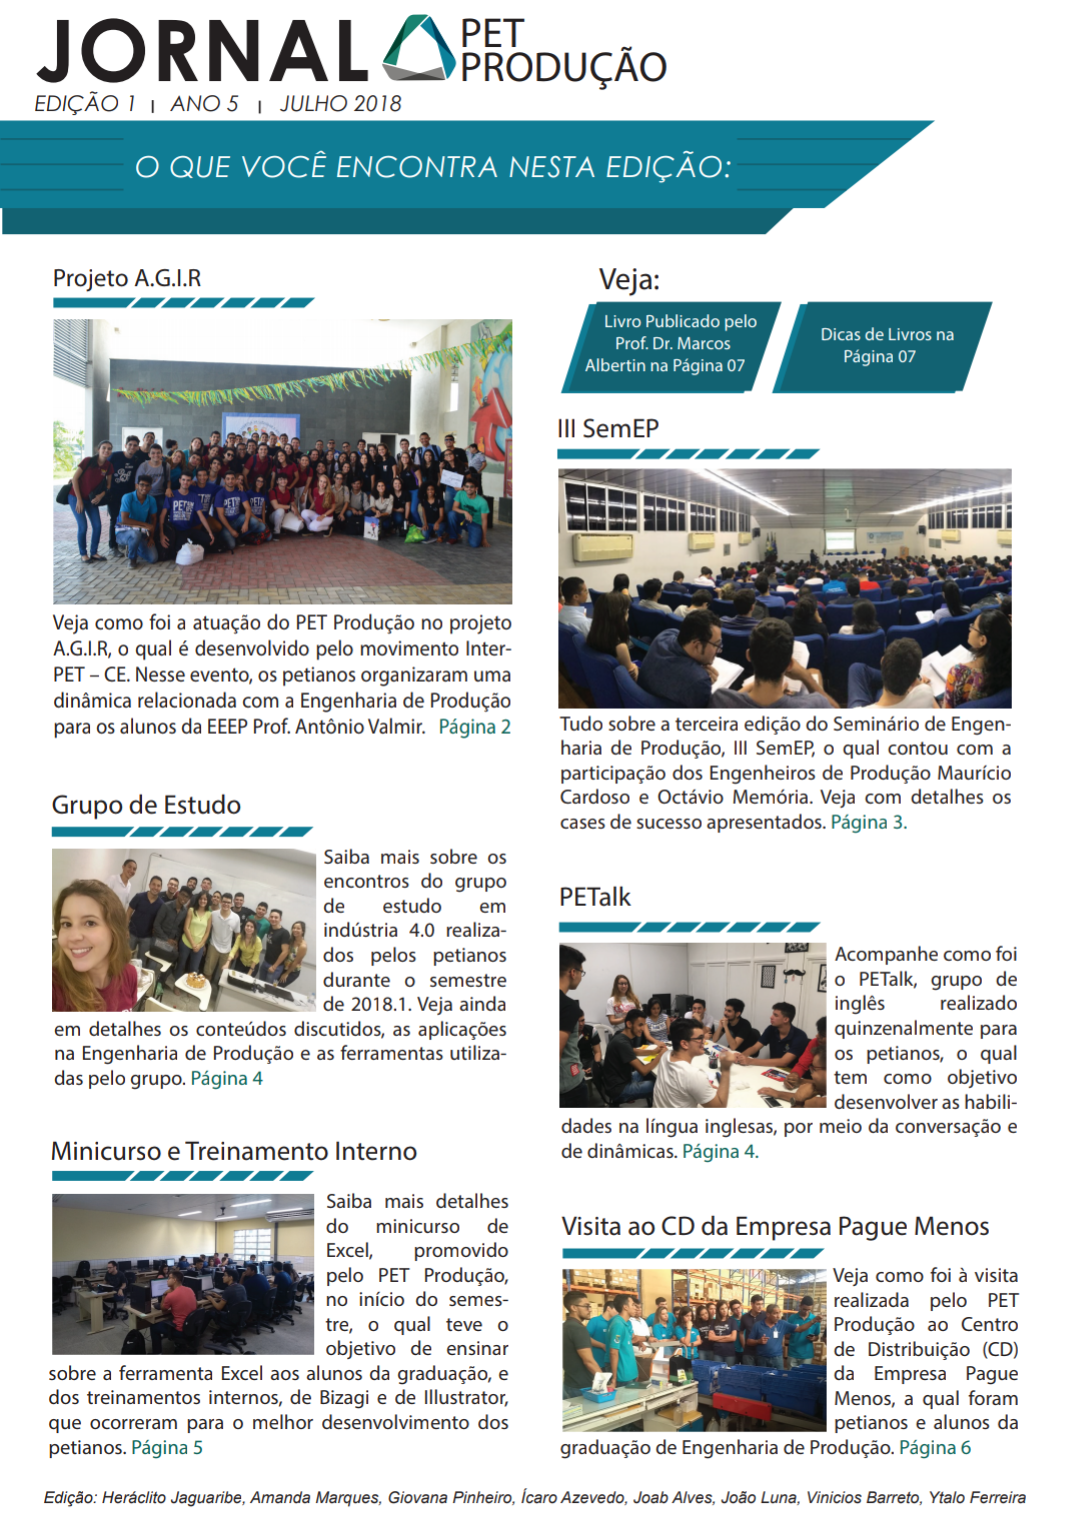 JORNAL PET PRODUÇÃO
EDIÇÃO 1 | ANO 5 | JULHO 2018
O QUE VOCÊ ENCONTRA NESTA EDIÇÃO:
Projeto A.G.I.R
Veja como foi a atuação do PET Produção no projeto
A.G.I.R, o qual é desenvolvido pelo movimento Inter-
PET – CE. Nesse evento, os petianos organizaram uma
dinâmica relacionada com a Engenharia de Produção
para os alunos da EEEP Prof. Antônio Valmir. Página 2
Grupo de Estudo
Saiba mais sobre os
encontros do grupo
de estudo em
indústria 4.0 realiza-
dos pelos petianos
durante o semestre
de 2018.1. Veja ainda
em detalhes os conteúdos discutidos, as aplicações
na Engenharia de Produção e as ferramentas utiliza-
das pelo grupo. Página 4
Minicurso e Treinamento Interno
Saiba mais detalhes
do minicurso de
Excel, promovido
pelo PET Produção,
no início do semes-
tre, o qual teve o
objetivo de ensinar
sobre a ferramenta Excel aos alunos da graduação, e
dos treinamentos internos, de Bizagi e de Illustrator,
que ocorreram para o melhor desenvolvimento dos
petianos. Página 5
Veja:
Livro Publicado pelo
Prof. Dr. Marcos
Albertin na Página 07
Dicas de Livros na
Página 07
III SemEP
Tudo sobre a terceira edição do Seminário de Engen-
haria de Produção, III SemEP, o qual contou com a
participação dos Engenheiros de Produção Maurício
Cardoso e Octávio Memória. Veja com detalhes os
cases de sucesso apresentados. Página 3.
PETalk
Acompanhe como foi
o PETalk, grupo de
inglês realizado
quinzenalmente para
os petianos, o qual
tem como objetivo
desenvolver as habili-
dades na língua inglesas, por meio da conversação e
de dinâmicas. Página 4.
Visita ao CD da Empresa Pague Menos
Veja como foi à visita
realizada pelo PET
Produção ao Centro
de Distribuição (CD)
da Empresa Pague
Menos, a qual foram
petianos e alunos da
graduação de Engenharia de Produção. Página 6
Edição: Heráclito Jaguaribe, Amanda Marques, Giovana Pinheiro, Ícaro Azevedo, Joab Alves, João Luna, Vinicios Barreto, Ytalo Ferreira